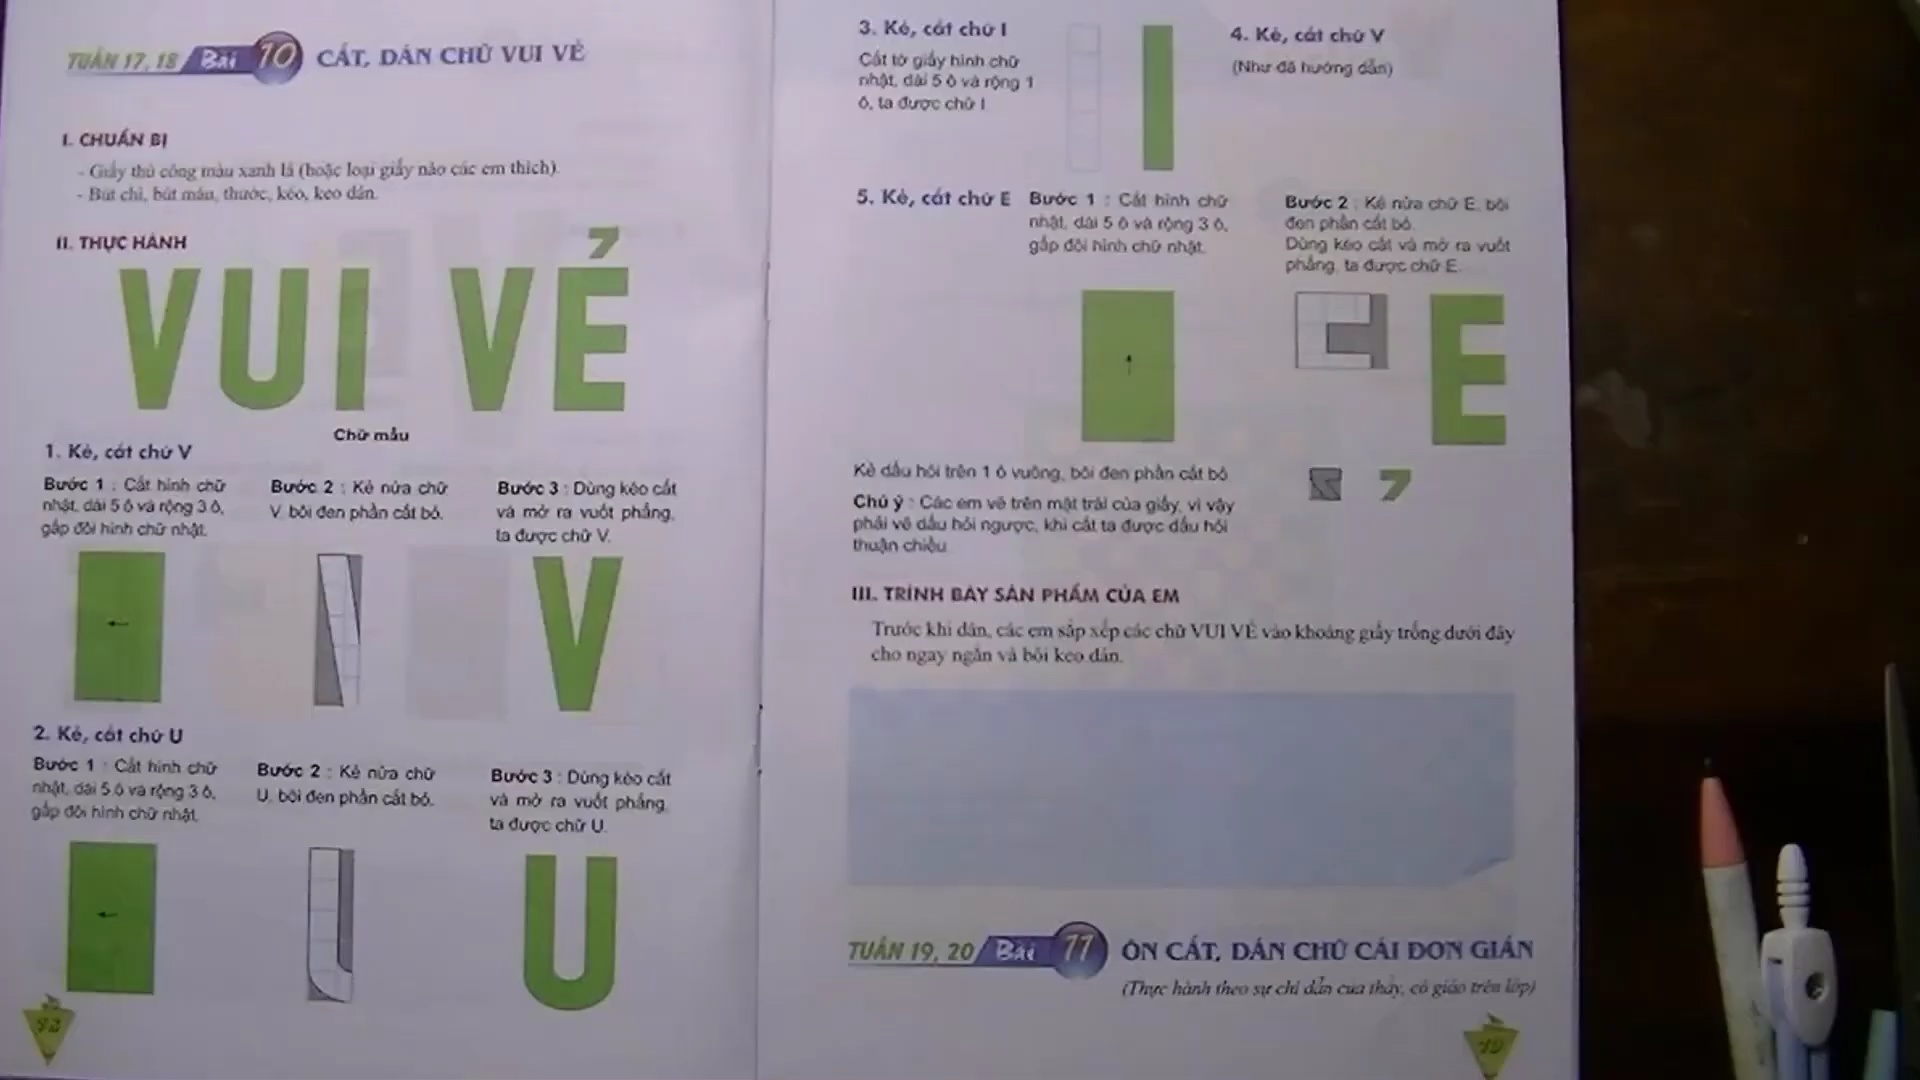 TUẦN 17, 18 Bài 10 CẮT, DÁN CHỮ VUI VẺ
I. CHUẨN BỊ
- Giấy thủ công màu xanh lá (hoặc loại giấy nào các em thích).
- Bút chì, bút màu, thước, kéo, keo dán.
II. THỰC HÀNH
VUI VẺ
Chữ mẫu
1. Kẻ, cắt chữ V
Bước 1 : Cắt hình chữ
nhật, dài 5 ô và rộng 3 ô,
gấp đôi hình chữ nhật.
Bước 2 : Kẻ nửa chữ
V, bôi đen phần cắt bỏ.
Bước 3 : Dùng kéo cắt
và mở ra vuốt phẳng,
ta được chữ V.
V
2. Kẻ, cắt chữ U
Bước 1 : Cắt hình chữ
nhật, dài 5 ô và rộng 3 ô,
gấp đôi hình chữ nhật.
Bước 2 : Kẻ nửa chữ
U, bôi đen phần cắt bỏ.
Bước 3 : Dùng kéo cắt
và mở ra vuốt phẳng,
ta được chữ U.
U
3. Kẻ, cắt chữ I
Cắt tờ giấy hình chữ
nhật, dài 5 ô và rộng 1
ô, ta được chữ I.
I
4. Kẻ, cắt chữ V
(Như đã hướng dẫn)
5. Kẻ, cắt chữ E
Bước 1 : Cắt hình chữ
nhật, dài 5 ô và rộng 3 ô,
gấp đôi hình chữ nhật.
Bước 2 : Kẻ nửa chữ E, bôi
đen phần cắt bỏ.
Dùng kéo cắt và mở ra vuốt
phẳng, ta được chữ E.
E
Kẻ dấu hỏi trên 1 ô vuông, bôi đen phần cắt bỏ
Chú ý : Các em vẽ trên mặt trái của giấy, vì vậy
phải vẽ dấu hỏi ngược, khi cắt ta được dấu hỏi
thuận chiều.
III. TRÌNH BÀY SẢN PHẨM CỦA EM
Trước khi dán, các em sắp xếp các chữ VUI VẺ vào khoảng giấy trống dưới đây
cho ngay ngắn và bôi keo dán.
TUẦN 19, 20 Bài 11 ÔN CẮT, DÁN CHỮ CÁI ĐƠN GIẢN
(Thực hành theo sự chỉ dẫn của thầy, cô giáo trên lớp)